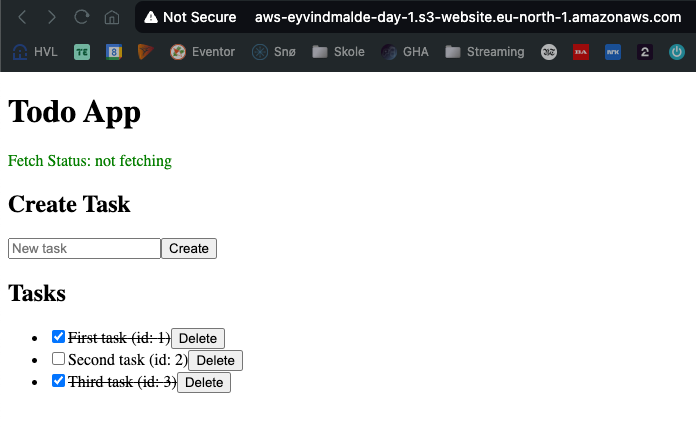 Not Secure aws-eyvindmalde-day-1.s3-website.eu-north-1.amazonaws.com
HVL TE 8 Eventor Snø Skole GHA Streaming BT BA NRK 2
Todo App
Fetch Status: not fetching
Create Task
New task Create
Tasks
First task (id: 1) Delete
Second task (id: 2) Delete
Third task (id: 3) Delete